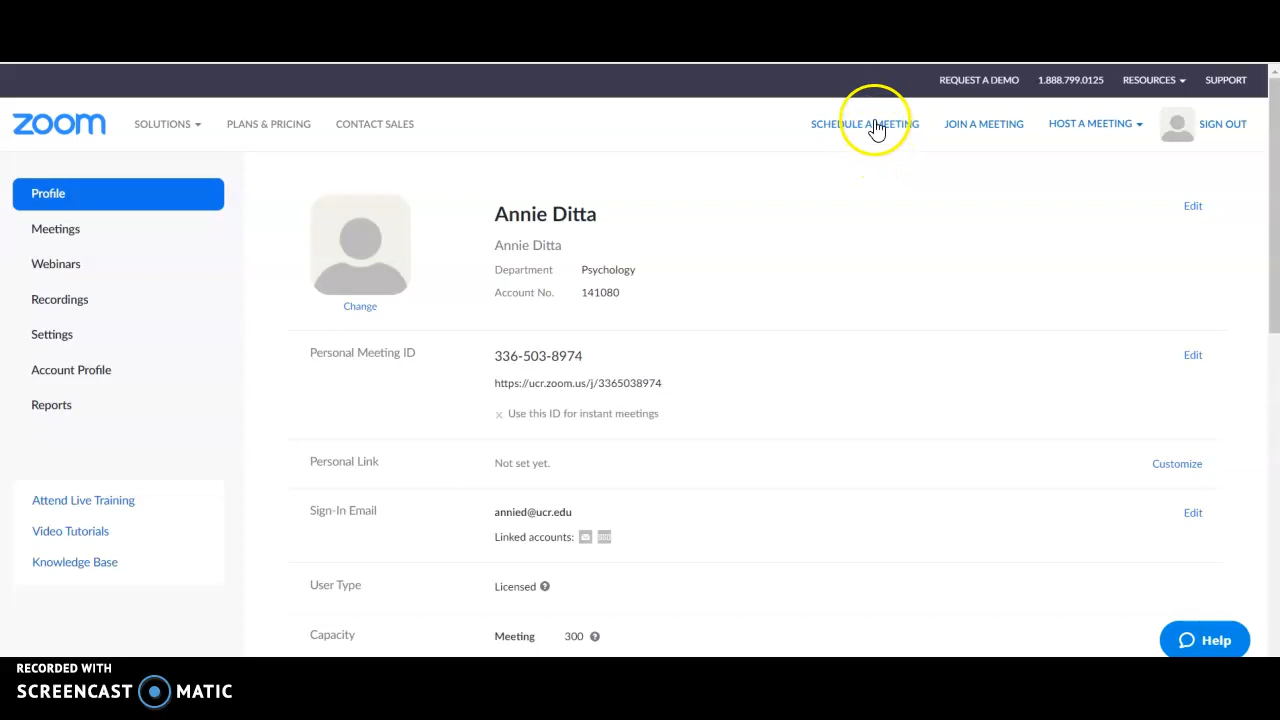 REQUEST A DEMO 1.888.799.0125 RESOURCES SUPPORT
zoom SOLUTIONS PLANS & PRICING CONTACT SALES SCHEDULE A MEETING JOIN A MEETING HOST A MEETING SIGN OUT
Profile
Meetings
Webinars
Recordings
Settings
Account Profile
Reports
Attend Live Training
Video Tutorials
Knowledge Base
Change
Annie Ditta Edit
Annie Ditta
Department Psychology
Account No. 141080
Personal Meeting ID 336-503-8974 Edit
https://ucr.zoom.us/j/3365038974
Use this ID for instant meetings
Personal Link Not set yet. Customize
Sign-In Email annied@ucr.edu Edit
Linked accounts:
User Type Licensed
Capacity Meeting 300
Help
RECORDED WITH
SCREENCAST MATIC